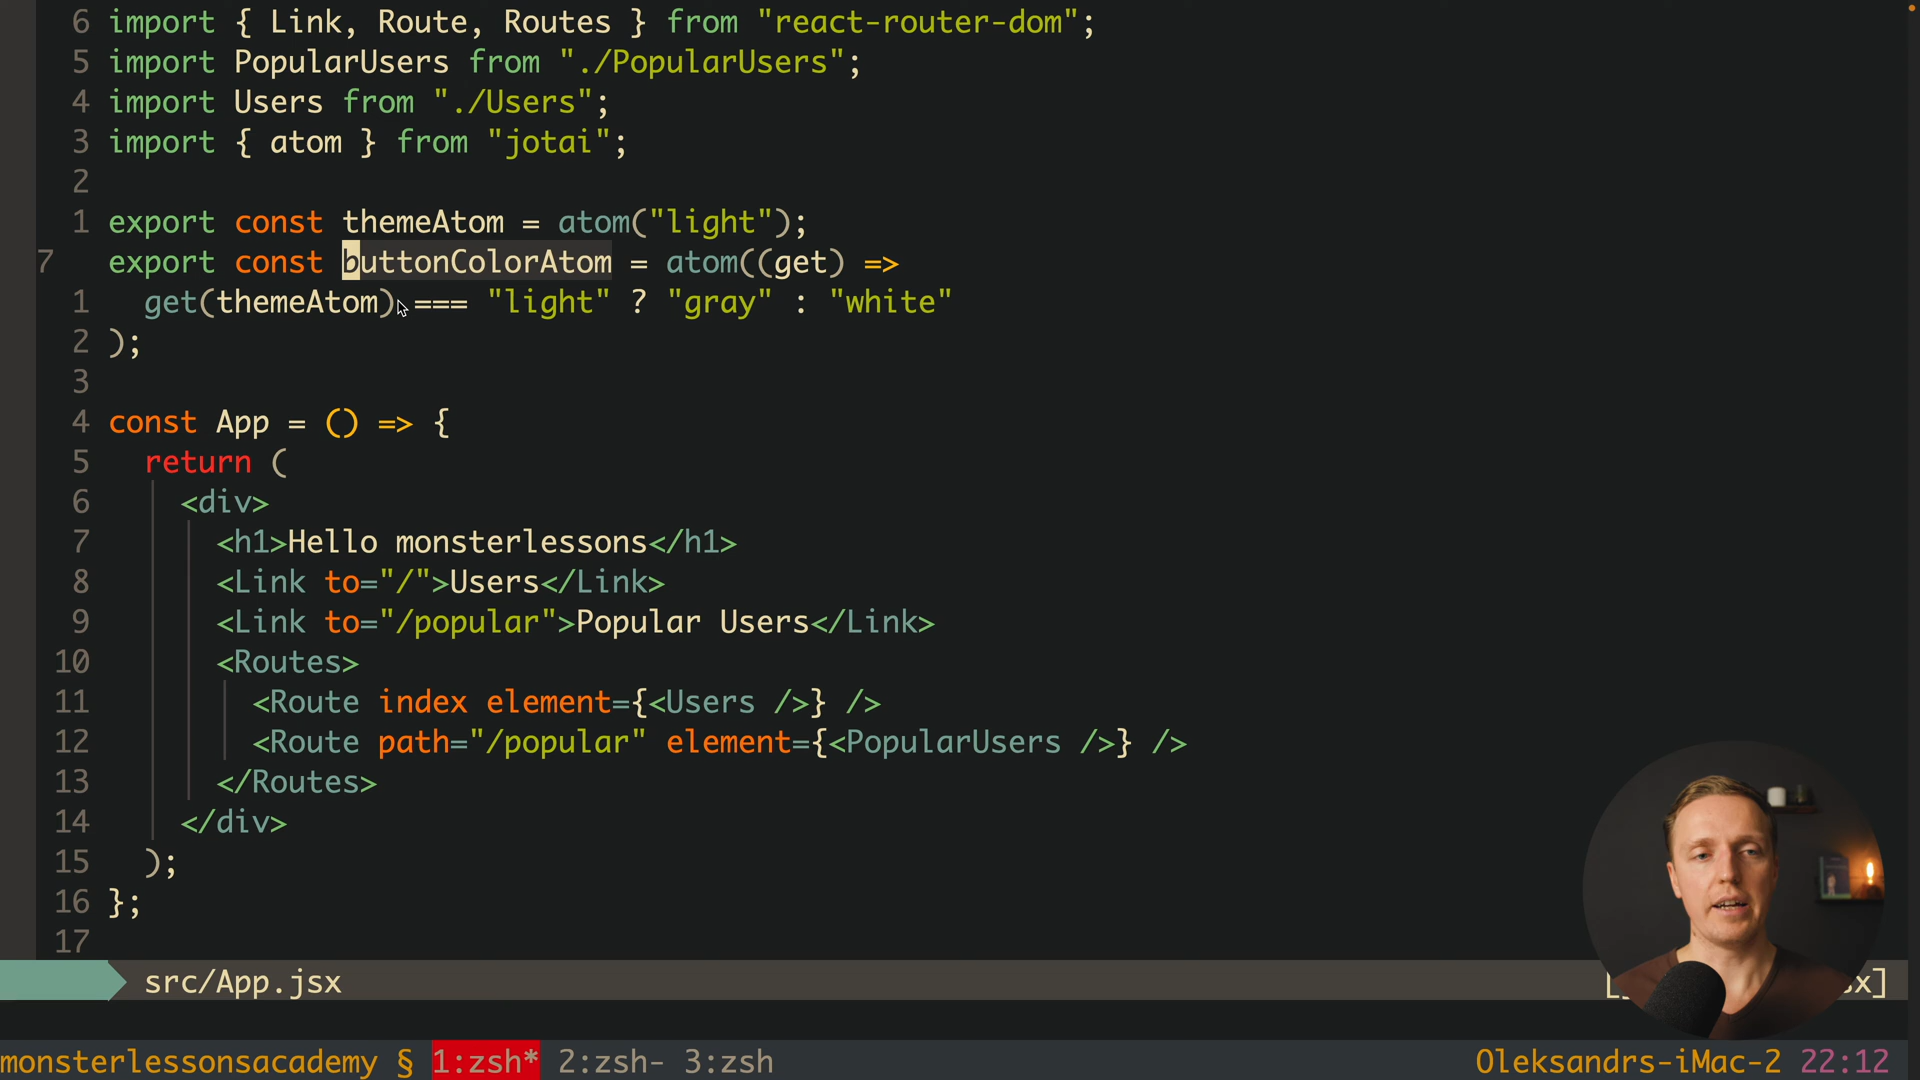 6 import { Link, Route, Routes } from "react-router-dom";
5 import PopularUsers from "./PopularUsers";
4 import Users from "./Users";
3 import { atom } from "jotai";
2
1 export const themeAtom = atom("light");
7 export const buttonColorAtom = atom((get) =>
1   get(themeAtom) === "light" ? "gray" : "white"
2 );
3
4 const App = () => {
5   return (
6     <div>
7       <h1>Hello monsterlessons</h1>
8       <Link to="/">Users</Link>
9       <Link to="/popular">Popular Users</Link>
10       <Routes>
11         <Route index element={<Users />} />
12         <Route path="/popular" element={<PopularUsers />} />
13       </Routes>
14     </div>
15   );
16 };
17
src/App.jsx
monsterlessonsacademy § 1:zsh* 2:zsh- 3:zsh Oleksandrs-iMac-2 22:12